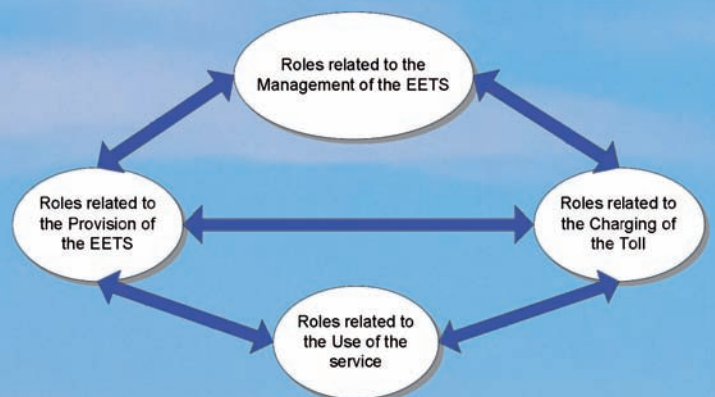 Roles related to the
Management of the EETS
Roles related to
the Provision of
the EETS
Roles related to
the Charging of
the Toll
Roles related to
the Use of the
service